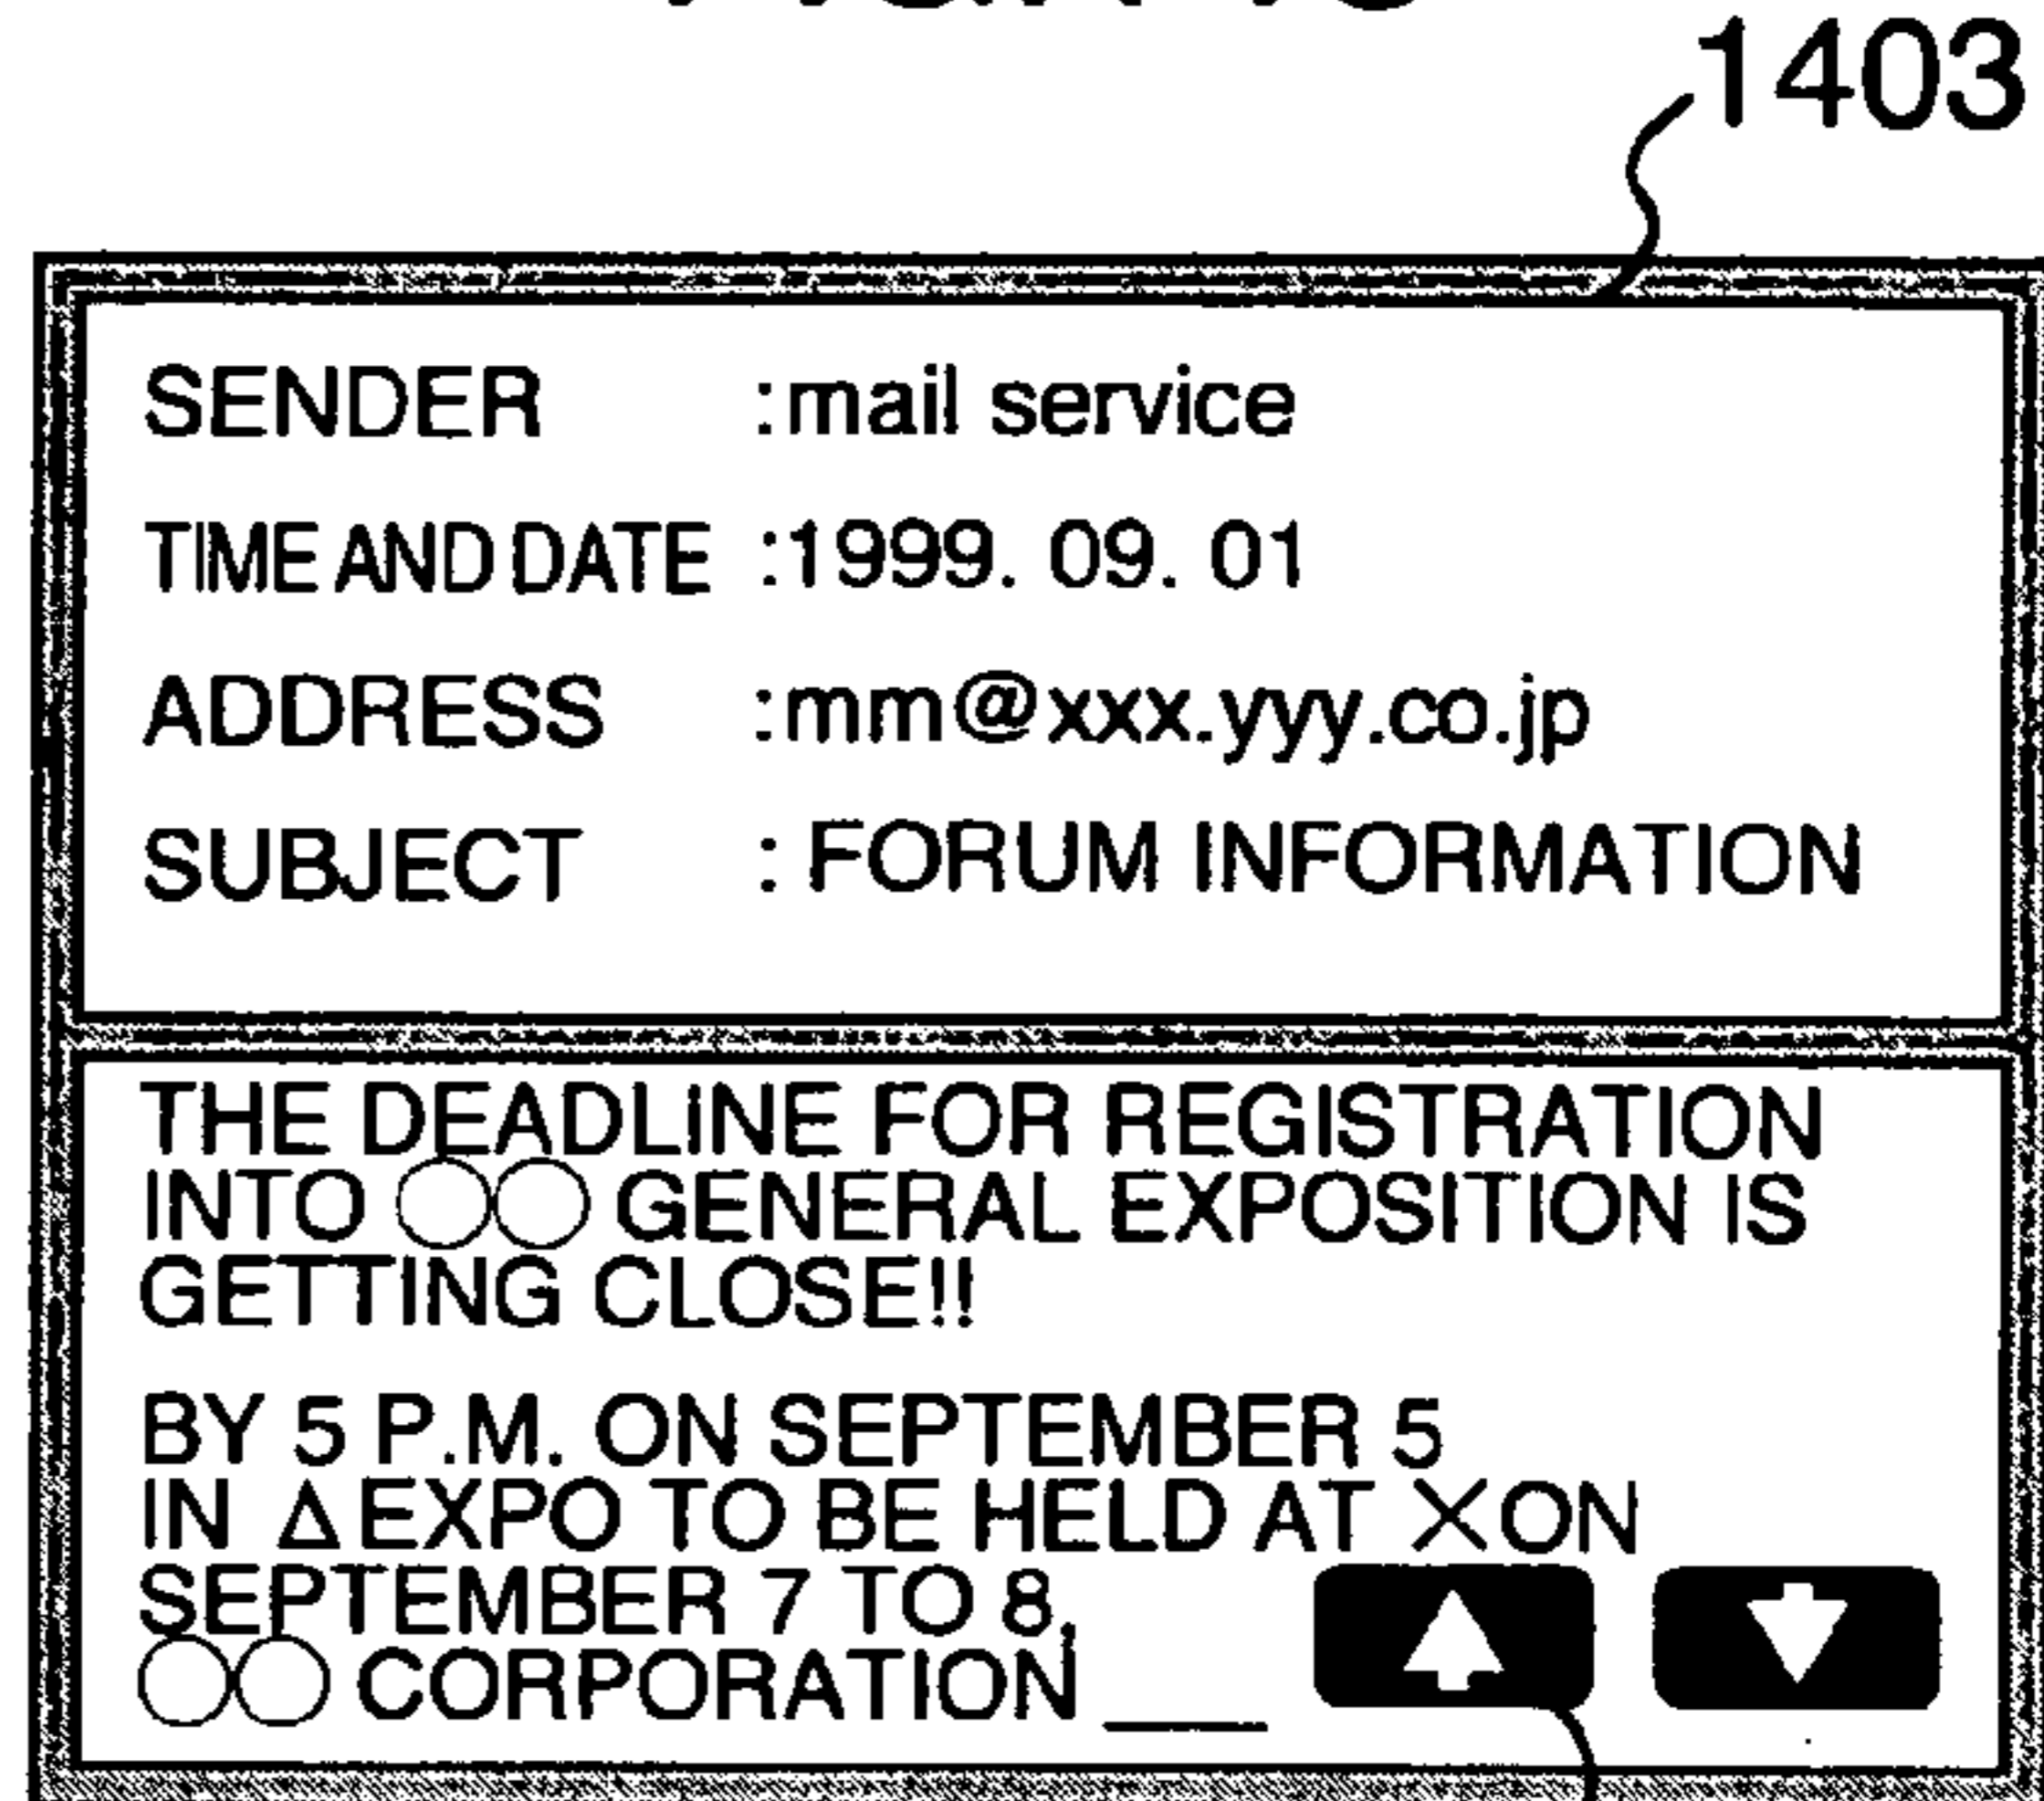 1403
SENDER :mail service
TIME AND DATE :1999. 09. 01
ADDRESS :mm@xxx.yyy.co.jp
SUBJECT : FORUM INFORMATION
THE DEADLINE FOR REGISTRATION
INTO ○○ GENERAL EXPOSITION IS
GETTING CLOSE!!
BY 5 P.M. ON SEPTEMBER 5
IN Δ EXPO TO BE HELD AT ×ON
SEPTEMBER 7 TO 8,
○○ CORPORATION ___